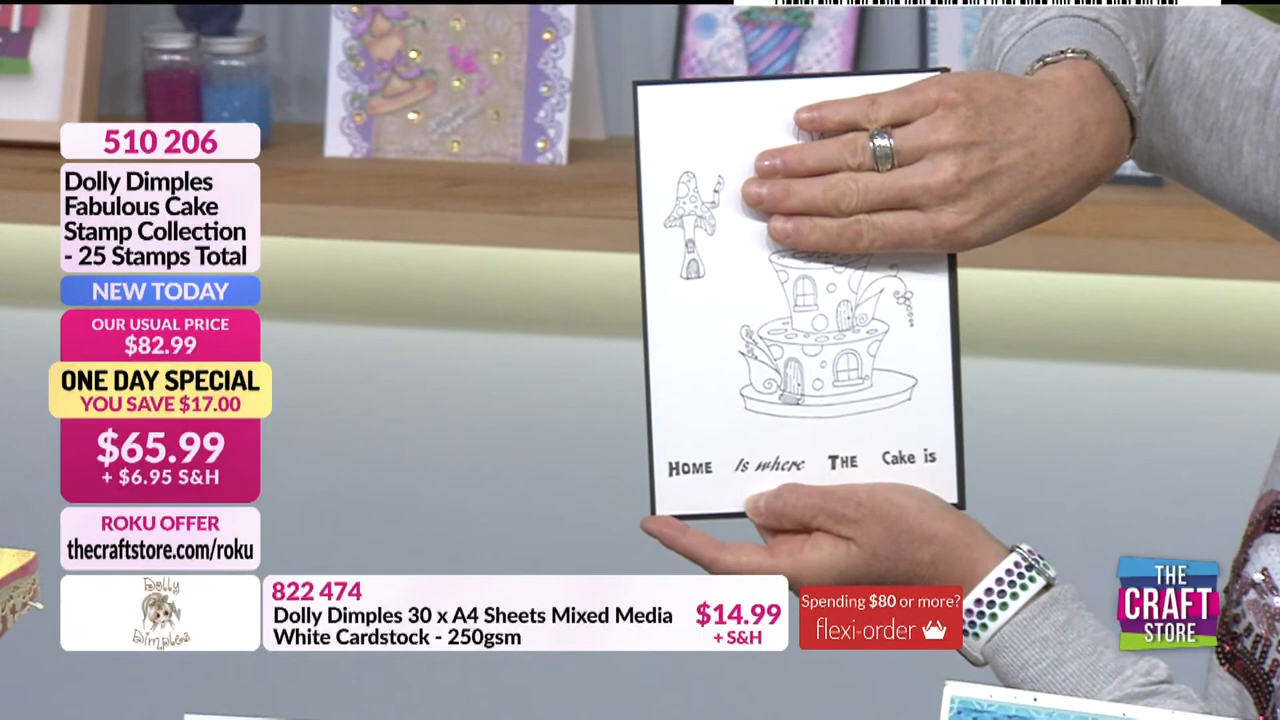 510 206
Dolly Dimples
Fabulous Cake
Stamp Collection
- 25 Stamps Total
NEW TODAY
OUR USUAL PRICE
$82.99
ONE DAY SPECIAL
YOU SAVE $17.00
$65.99
+ $6.95 S&H
ROKU OFFER
thecraftstore.com/roku
Dolly
Dimples
822 474
Dolly Dimples 30 x A4 Sheets Mixed Media
White Cardstock - 250gsm
$14.99
+ S&H
Spending $80 or more?
flexi-order
HOME Is where THE Cake is
THE
CRAFT
STORE